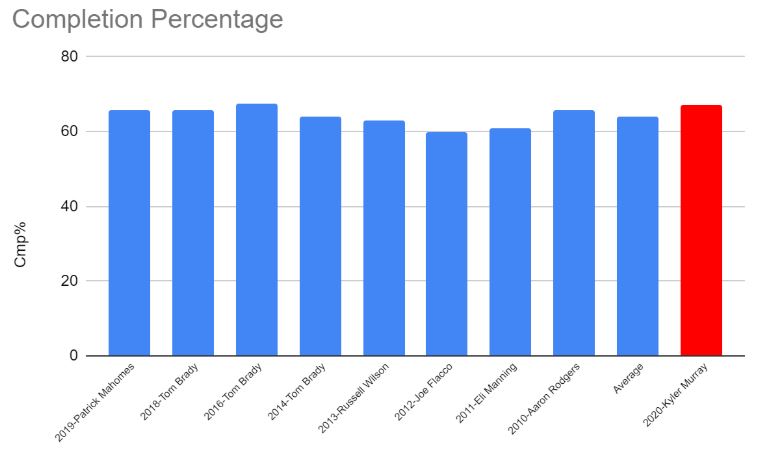 Completion Percentage
80
60
40
20
0
Cmp%
2019-Patrick Mahomes
2018-Tom Brady
2016-Tom Brady
2014-Tom Brady
2013-Russell Wilson
2012-Joe Flacco
2011-Eli Manning
2010-Aaron Rodgers
Average
2020-Kyler Murray